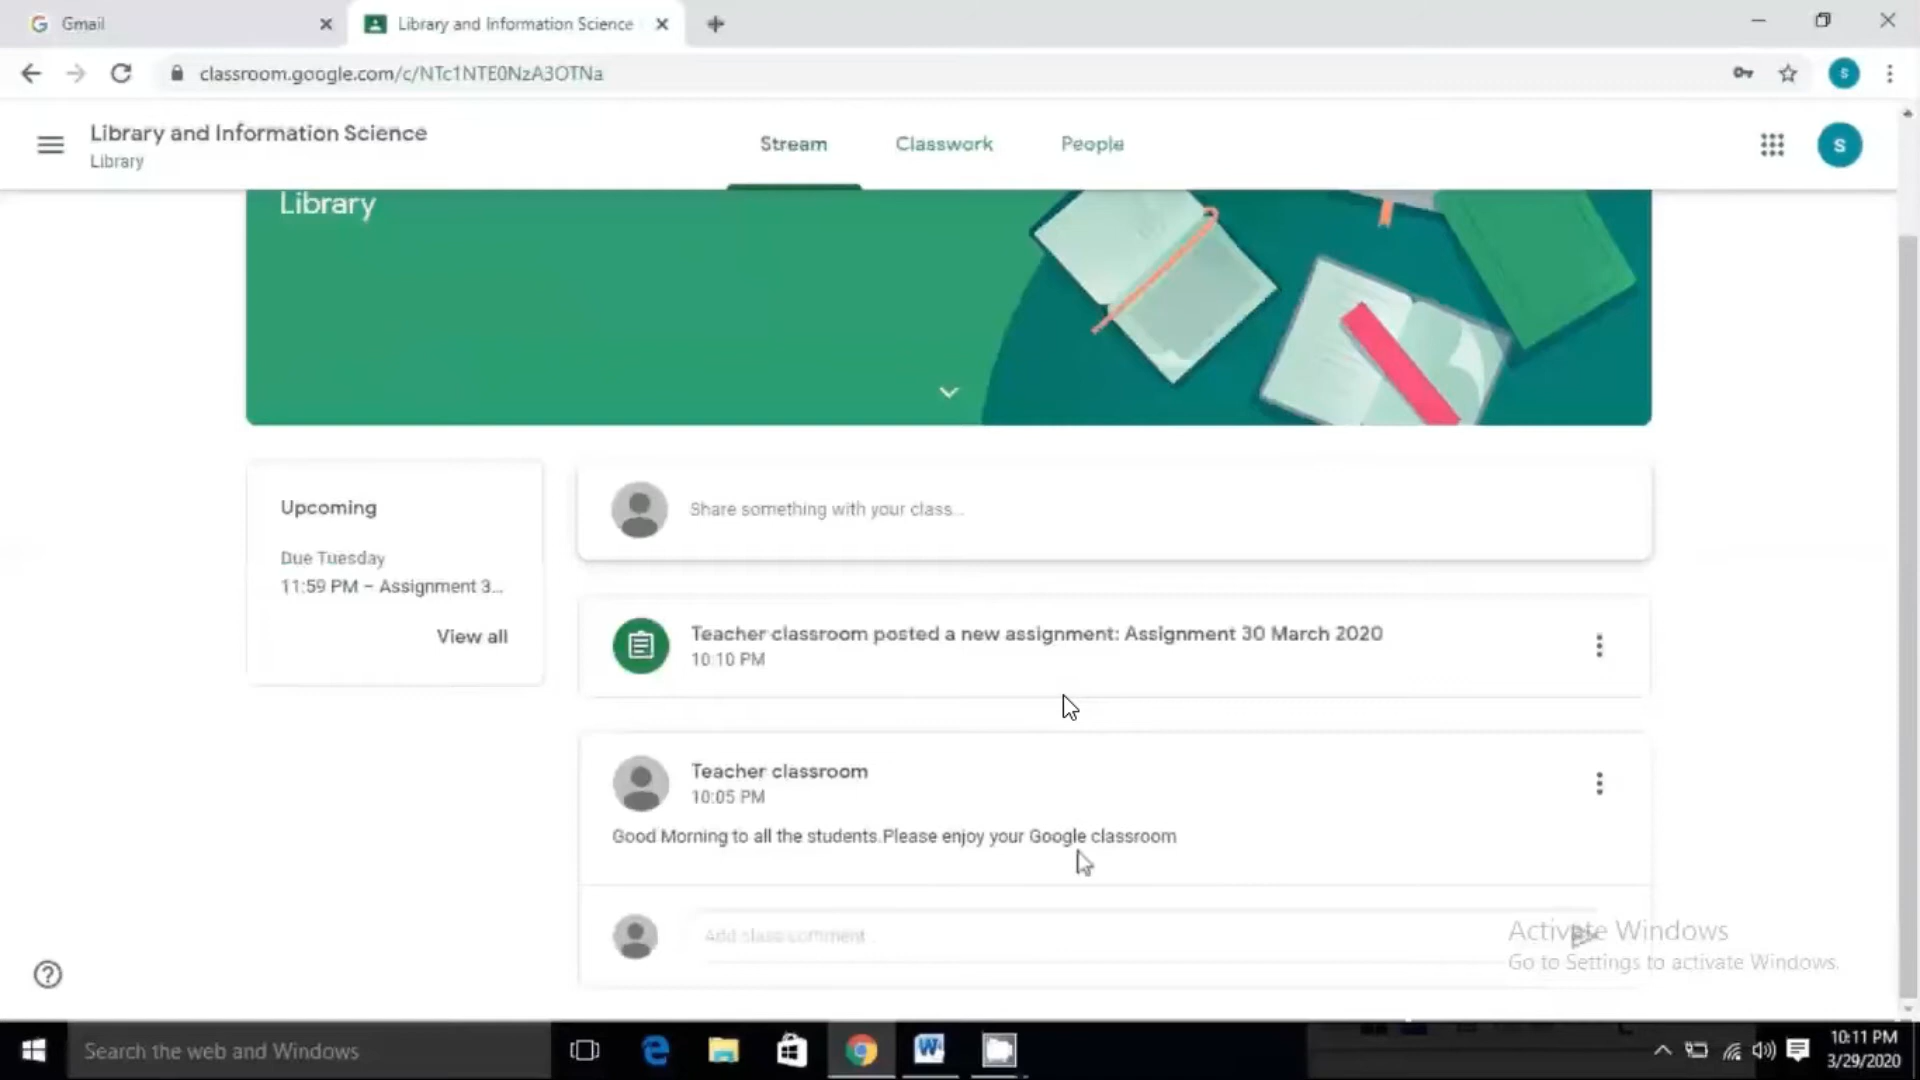 Gmail
Library and Information Science
classroom.google.com/c/NTc1NTE0NzA3OTNa
S
Library and Information Science
Library
Stream
Classwork
People
S
Library
Upcoming
Due Tuesday
11:59 PM – Assignment 3...
View all
Share something with your class...
Teacher classroom posted a new assignment: Assignment 30 March 2020
10:10 PM
Teacher classroom
10:05 PM
Good Morning to all the students.Please enjoy your Google classroom
Add class comment
Activate Windows
Go to Settings to activate Windows.
Search the web and Windows
10:11 PM
3/29/2020